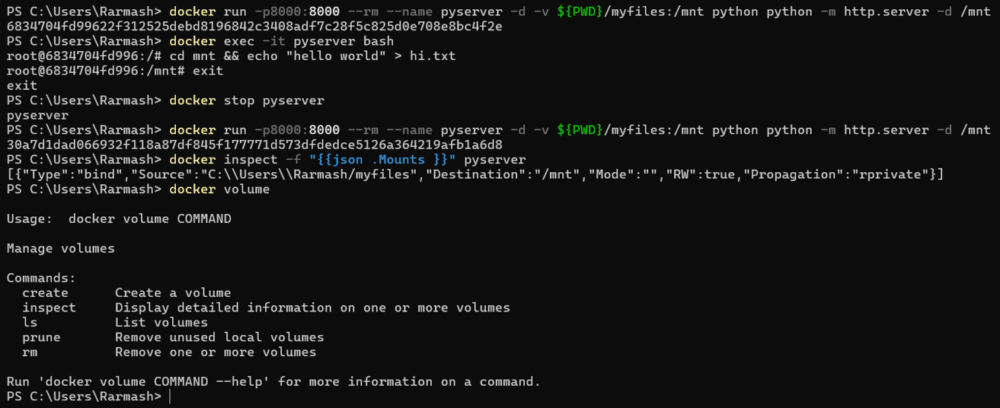 PS C:\Users\Rarmash> docker run -p8000:8000 --rm --name pyserver -d -v ${PWD}/myfiles:/mnt python python -m http.server -d /mnt
6834704fd99622f312525debd8196842c3408adf7c28f5c825d0e708e8bc4f2e
PS C:\Users\Rarmash> docker exec -it pyserver bash
root@6834704fd996:/# cd mnt && echo "hello world" > hi.txt
root@6834704fd996:/mnt# exit
exit
PS C:\Users\Rarmash> docker stop pyserver
pyserver
PS C:\Users\Rarmash> docker run -p8000:8000 --rm --name pyserver -d -v ${PWD}/myfiles:/mnt python python -m http.server -d /mnt
30a7d1dad066932f118a87df845f177771d573dfdedce5126a364219afb1a6d8
PS C:\Users\Rarmash> docker inspect -f "{{json .Mounts }}" pyserver
[{"Type":"bind","Source":"C:\\Users\\Rarmash/myfiles","Destination":"/mnt","Mode":"","RW":true,"Propagation":"rprivate"}]
PS C:\Users\Rarmash> docker volume
Usage:  docker volume COMMAND
Manage volumes
Commands:
  create      Create a volume
  inspect     Display detailed information on one or more volumes
  ls          List volumes
  prune       Remove unused local volumes
  rm          Remove one or more volumes
Run 'docker volume COMMAND --help' for more information on a command.
PS C:\Users\Rarmash>